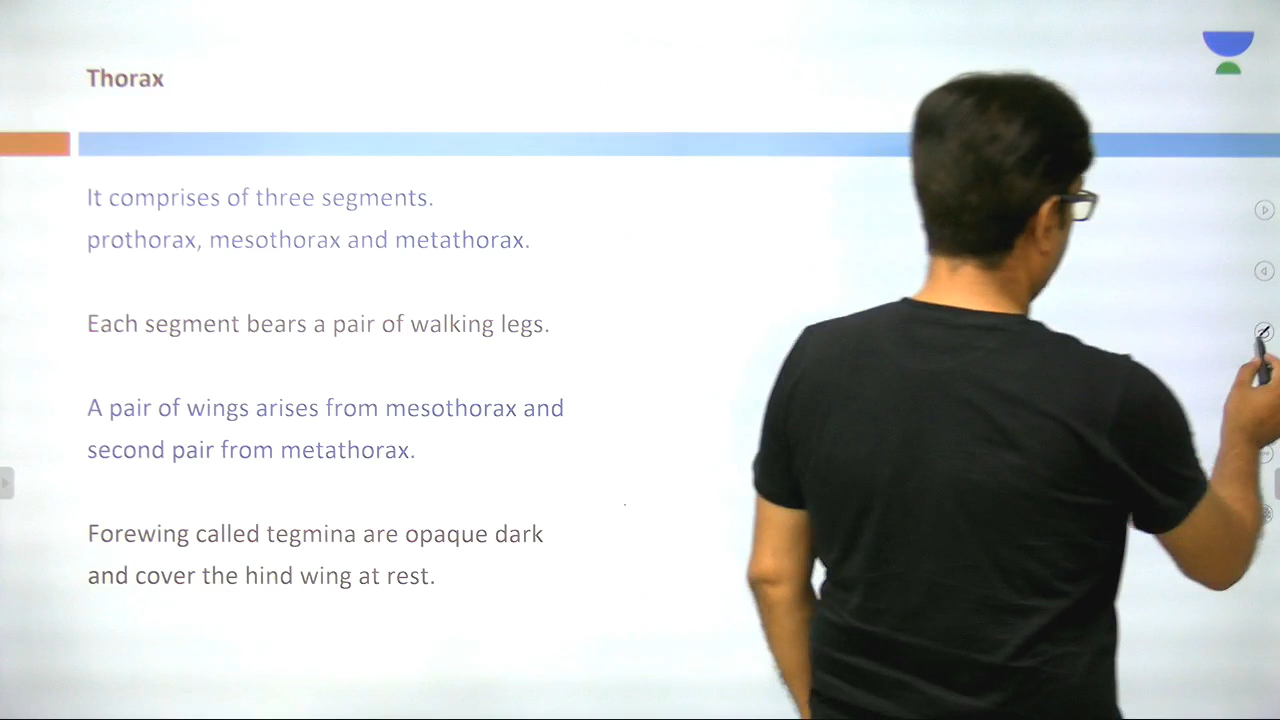 Thorax
It comprises of three segments.
prothorax, mesothorax and metathorax.
Each segment bears a pair of walking legs.
A pair of wings arises from mesothorax and
second pair from metathorax.
Forewing called tegmina are opaque dark
and cover the hind wing at rest.